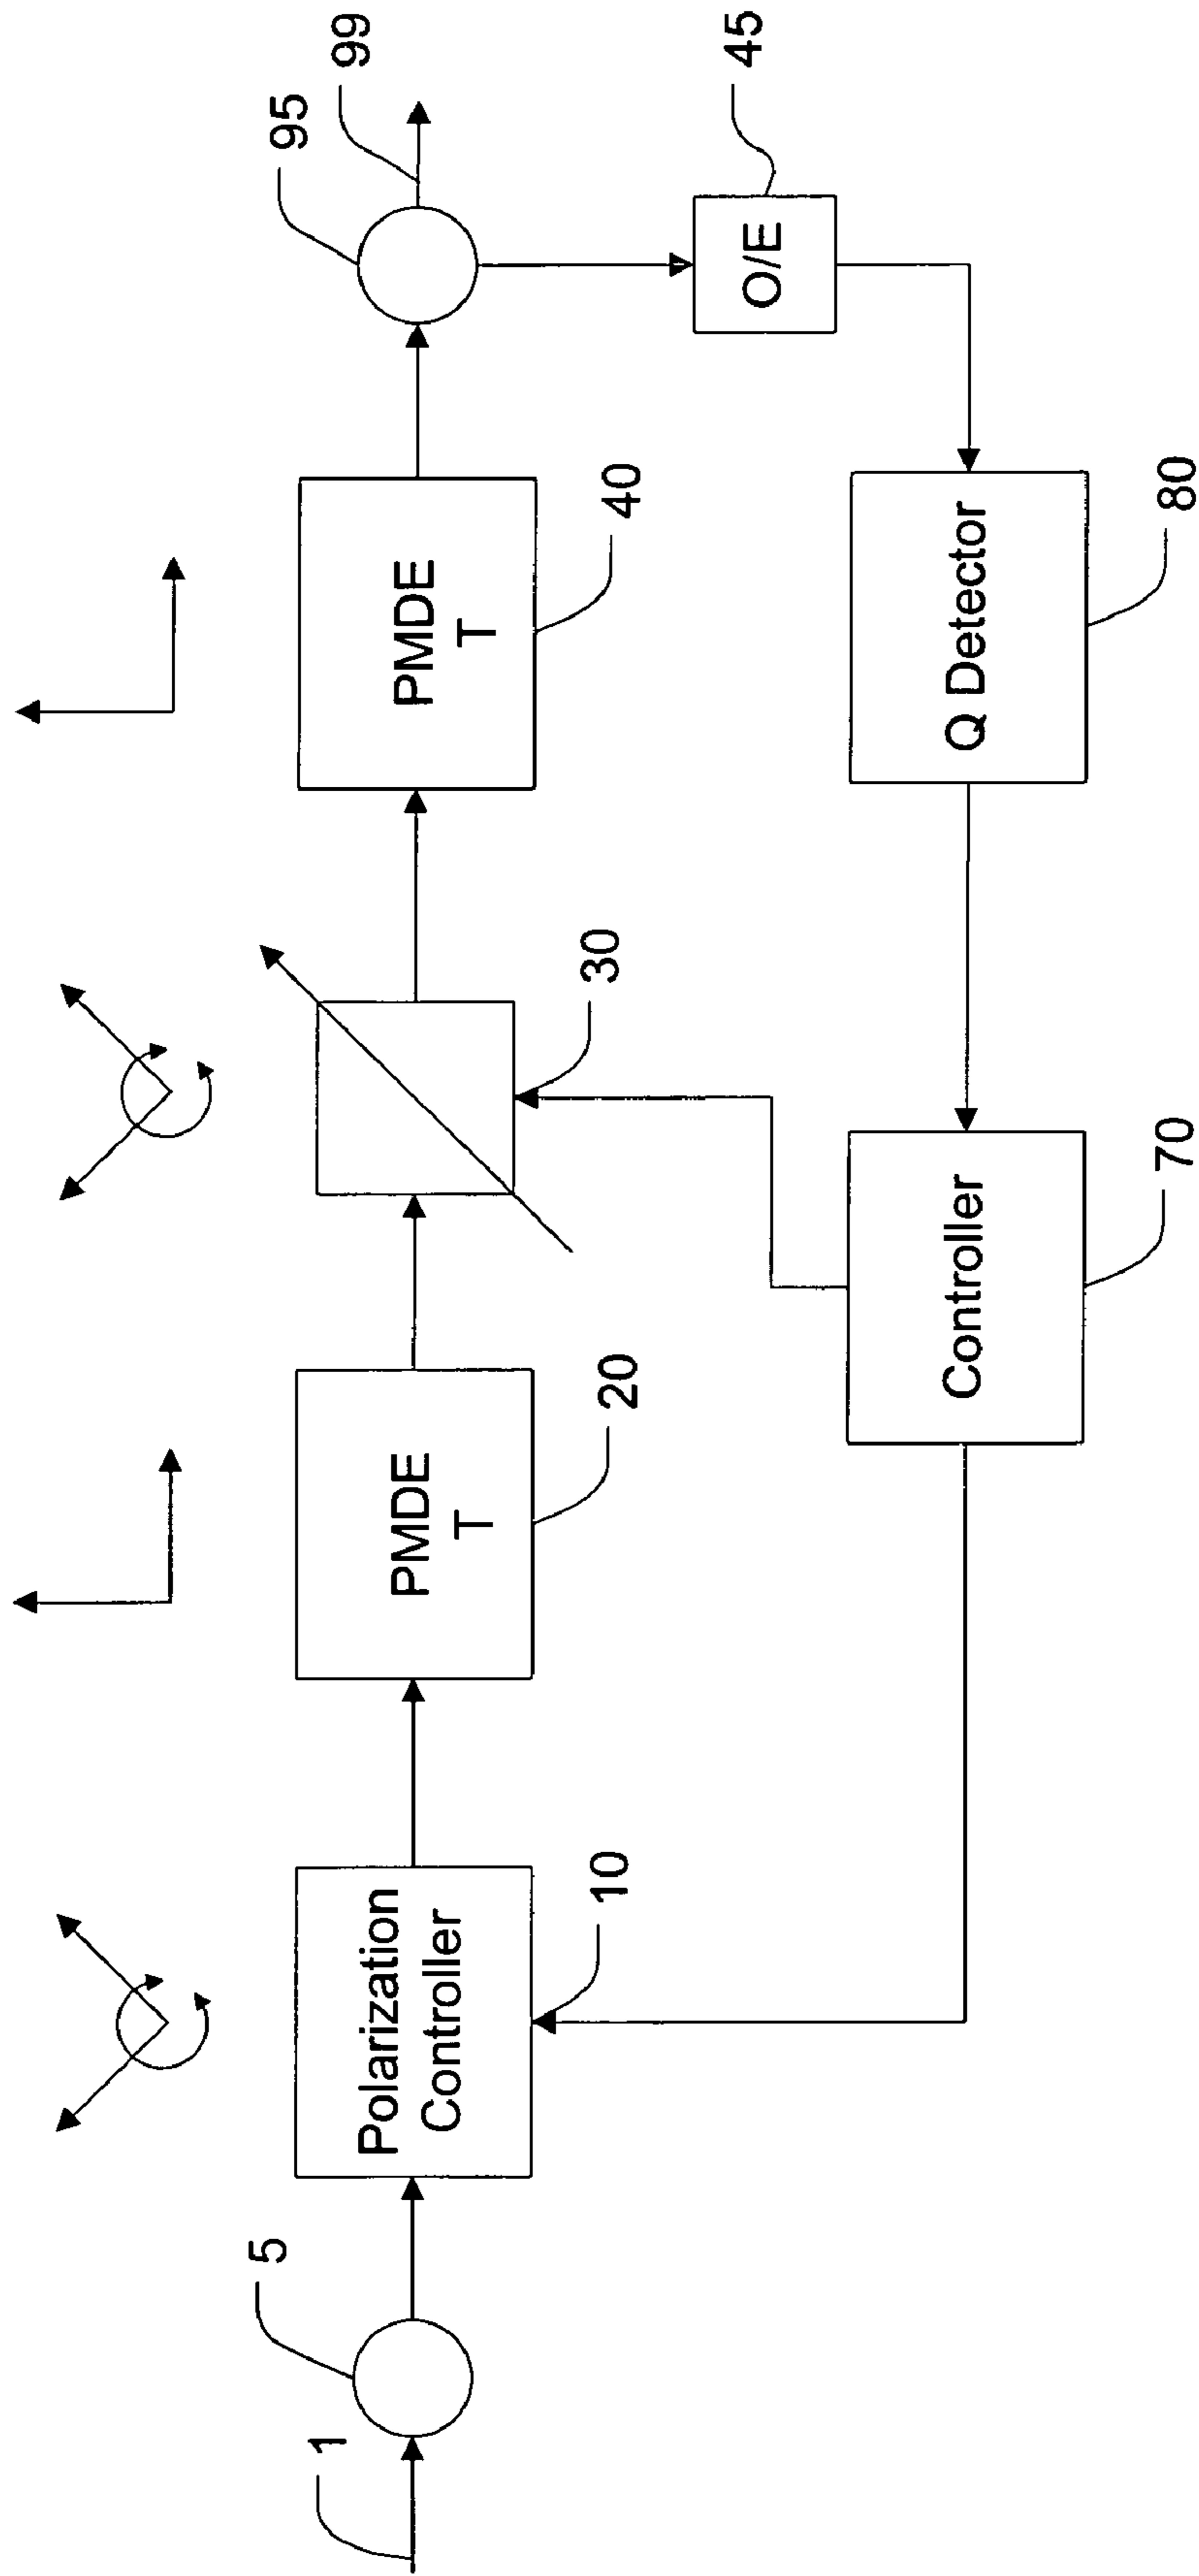 1
5
Polarization
Controller
10
PMDE
T
20
30
PMDE
T
40
95
99
O/E
45
Q Detector
80
Controller
70